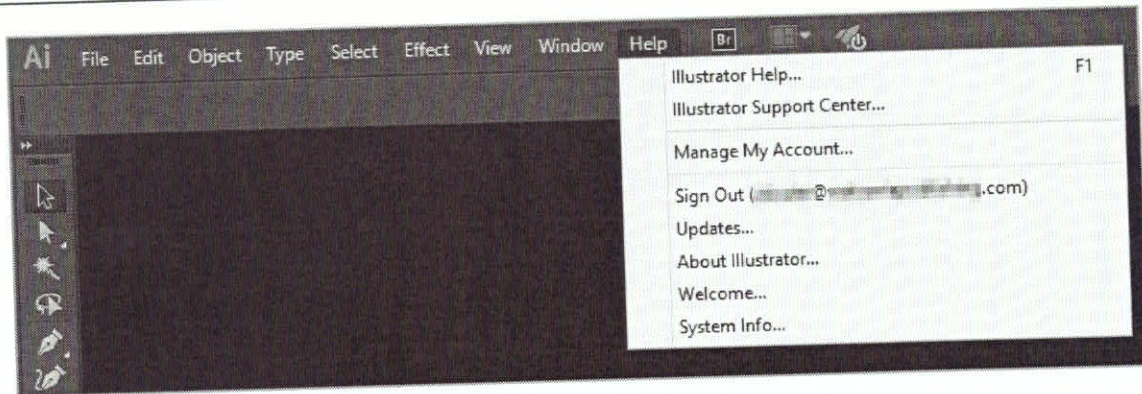 Ai File Edit Object Type Select Effect View Window Help Br
Illustrator Help... F1
Illustrator Support Center...
Manage My Account...
Sign Out ( @ .com)
Updates...
About Illustrator...
Welcome...
System Info...